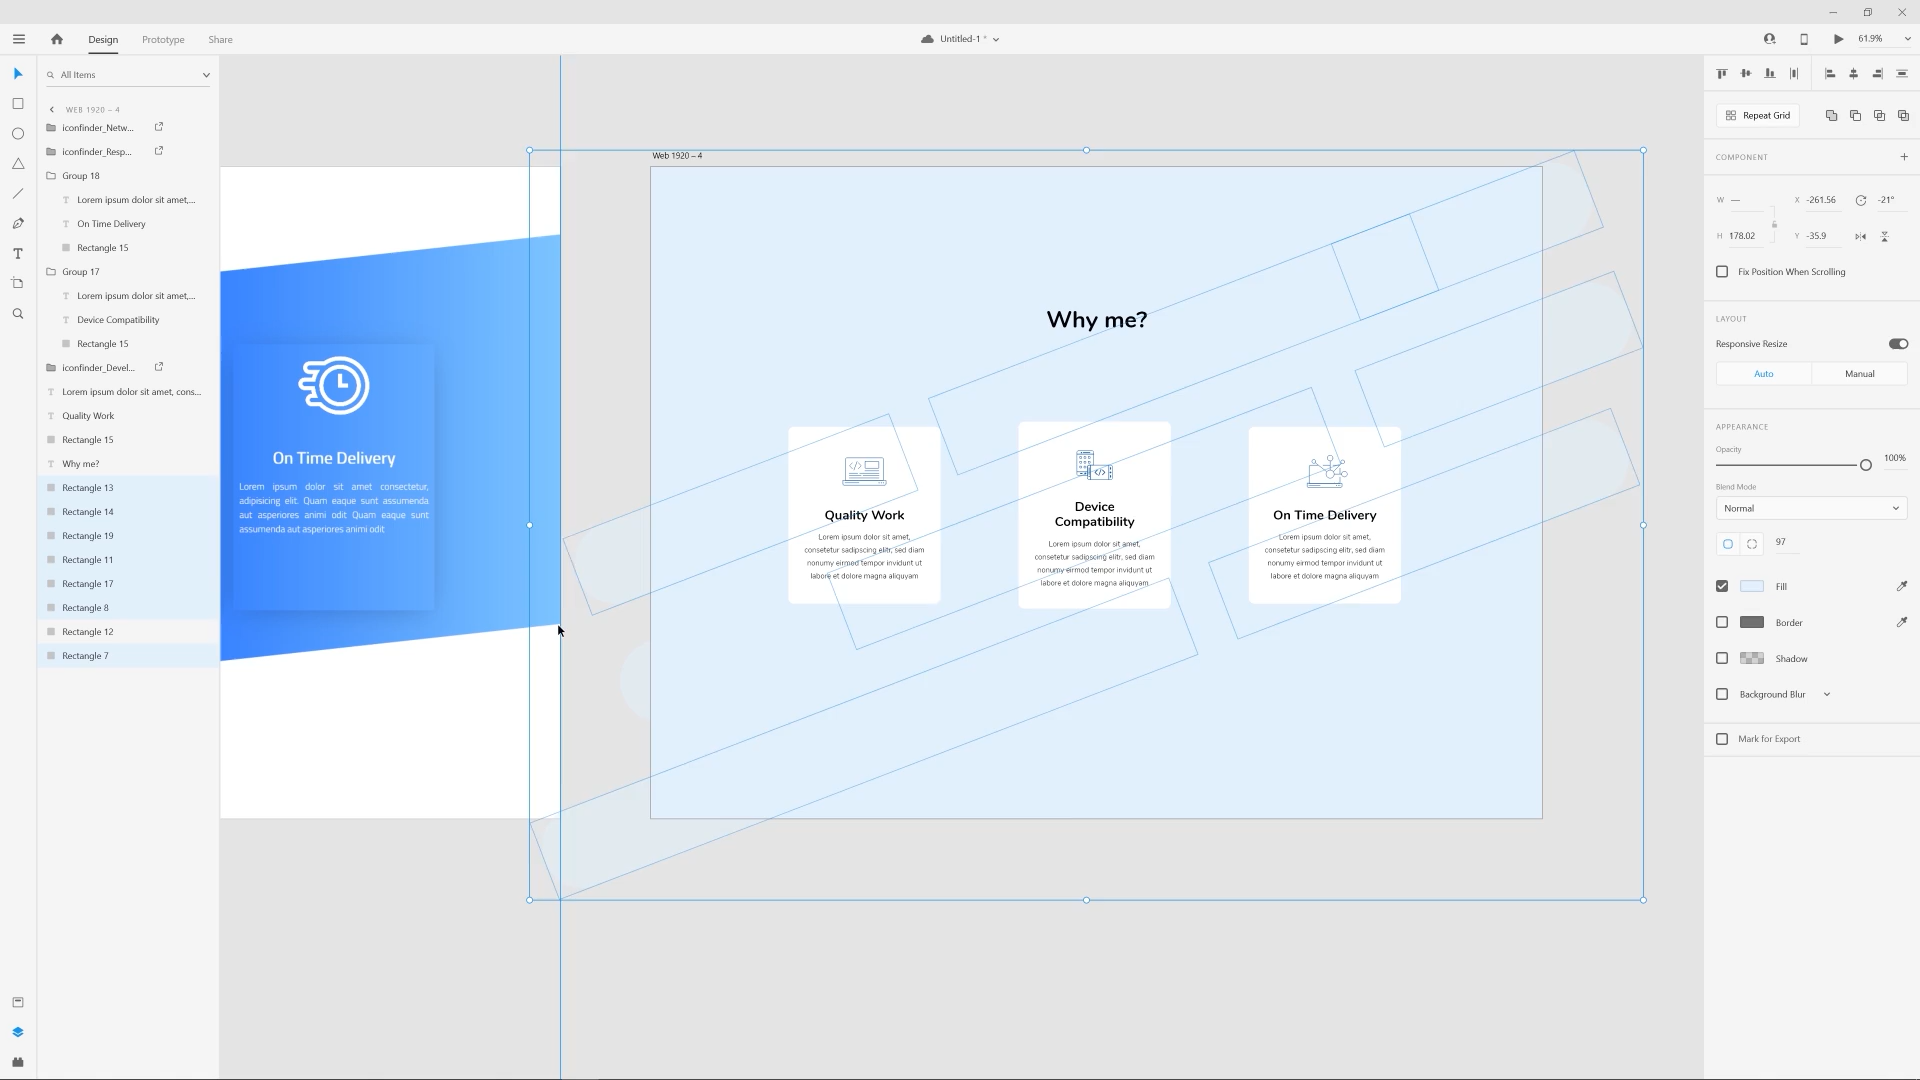 Design
Prototype
Share
Untitled-1 *
61.9%
All Items
WEB 1920 – 4
iconfinder_Netw...
iconfinder_Resp...
Group 18
Lorem ipsum dolor sit amet,...
On Time Delivery
Rectangle 15
Group 17
Lorem ipsum dolor sit amet,...
Device Compatibility
Rectangle 15
iconfinder_Devel...
Lorem ipsum dolor sit amet, cons...
Quality Work
Rectangle 15
Why me?
Rectangle 13
Rectangle 14
Rectangle 19
Rectangle 11
Rectangle 17
Rectangle 8
Rectangle 12
Rectangle 7
On Time Delivery
Lorem ipsum dolor sit amet consectetur,
adipisicing elit. Quam eaque sunt assumenda
aut asperiores animi odit Quam eaque sunt
assumenda aut asperiores animi odit
Web 1920 – 4
Why me?
Quality Work
Lorem ipsum dolor sit amet,
consetetur sadipscing elitr, sed diam
nonumy eirmod tempor invidunt ut
labore et dolore magna aliquyam
Device
Compatibility
Lorem ipsum dolor sit amet,
consetetur sadipscing elitr, sed diam
nonumy eirmod tempor invidunt ut
labore et dolore magna aliquyam
On Time Delivery
Lorem ipsum dolor sit amet,
consetetur sadipscing elitr, sed diam
nonumy eirmod tempor invidunt ut
labore et dolore magna aliquyam
Repeat Grid
COMPONENT
W —
X -261.56
-21°
H 178.02
Y -35.9
Fix Position When Scrolling
LAYOUT
Responsive Resize
Auto
Manual
APPEARANCE
Opacity
100%
Blend Mode
Normal
97
Fill
Border
Shadow
Background Blur
Mark for Export